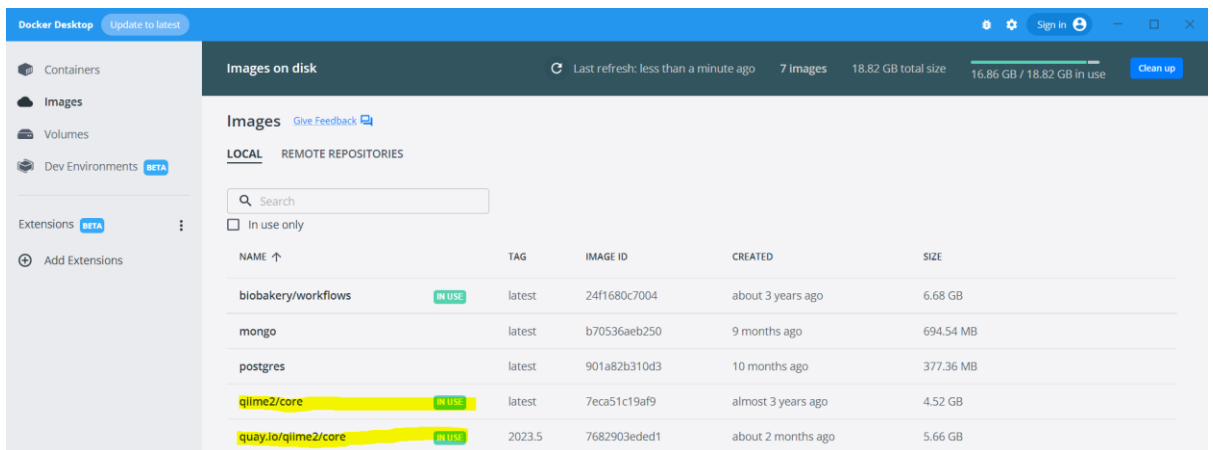 Docker Desktop Update to latest Sign in
Containers
Images
Volumes
Dev Environments BETA
Extensions BETA
Add Extensions
Images on disk Last refresh: less than a minute ago 7 images 18.82 GB total size 16.86 GB / 18.82 GB in use Clean up
Images Give Feedback
LOCAL REMOTE REPOSITORIES
Search
In use only
NAME TAG IMAGE ID CREATED SIZE
biobakery/workflows IN USE latest 24f1680c7004 about 3 years ago 6.68 GB
mongo latest b70536aeb250 9 months ago 694.54 MB
postgres latest 901a82b310d3 10 months ago 377.36 MB
qiime2/core IN USE latest 7eca51c19af9 almost 3 years ago 4.52 GB
quay.io/qiime2/core IN USE 2023.5 7682903eded1 about 2 months ago 5.66 GB